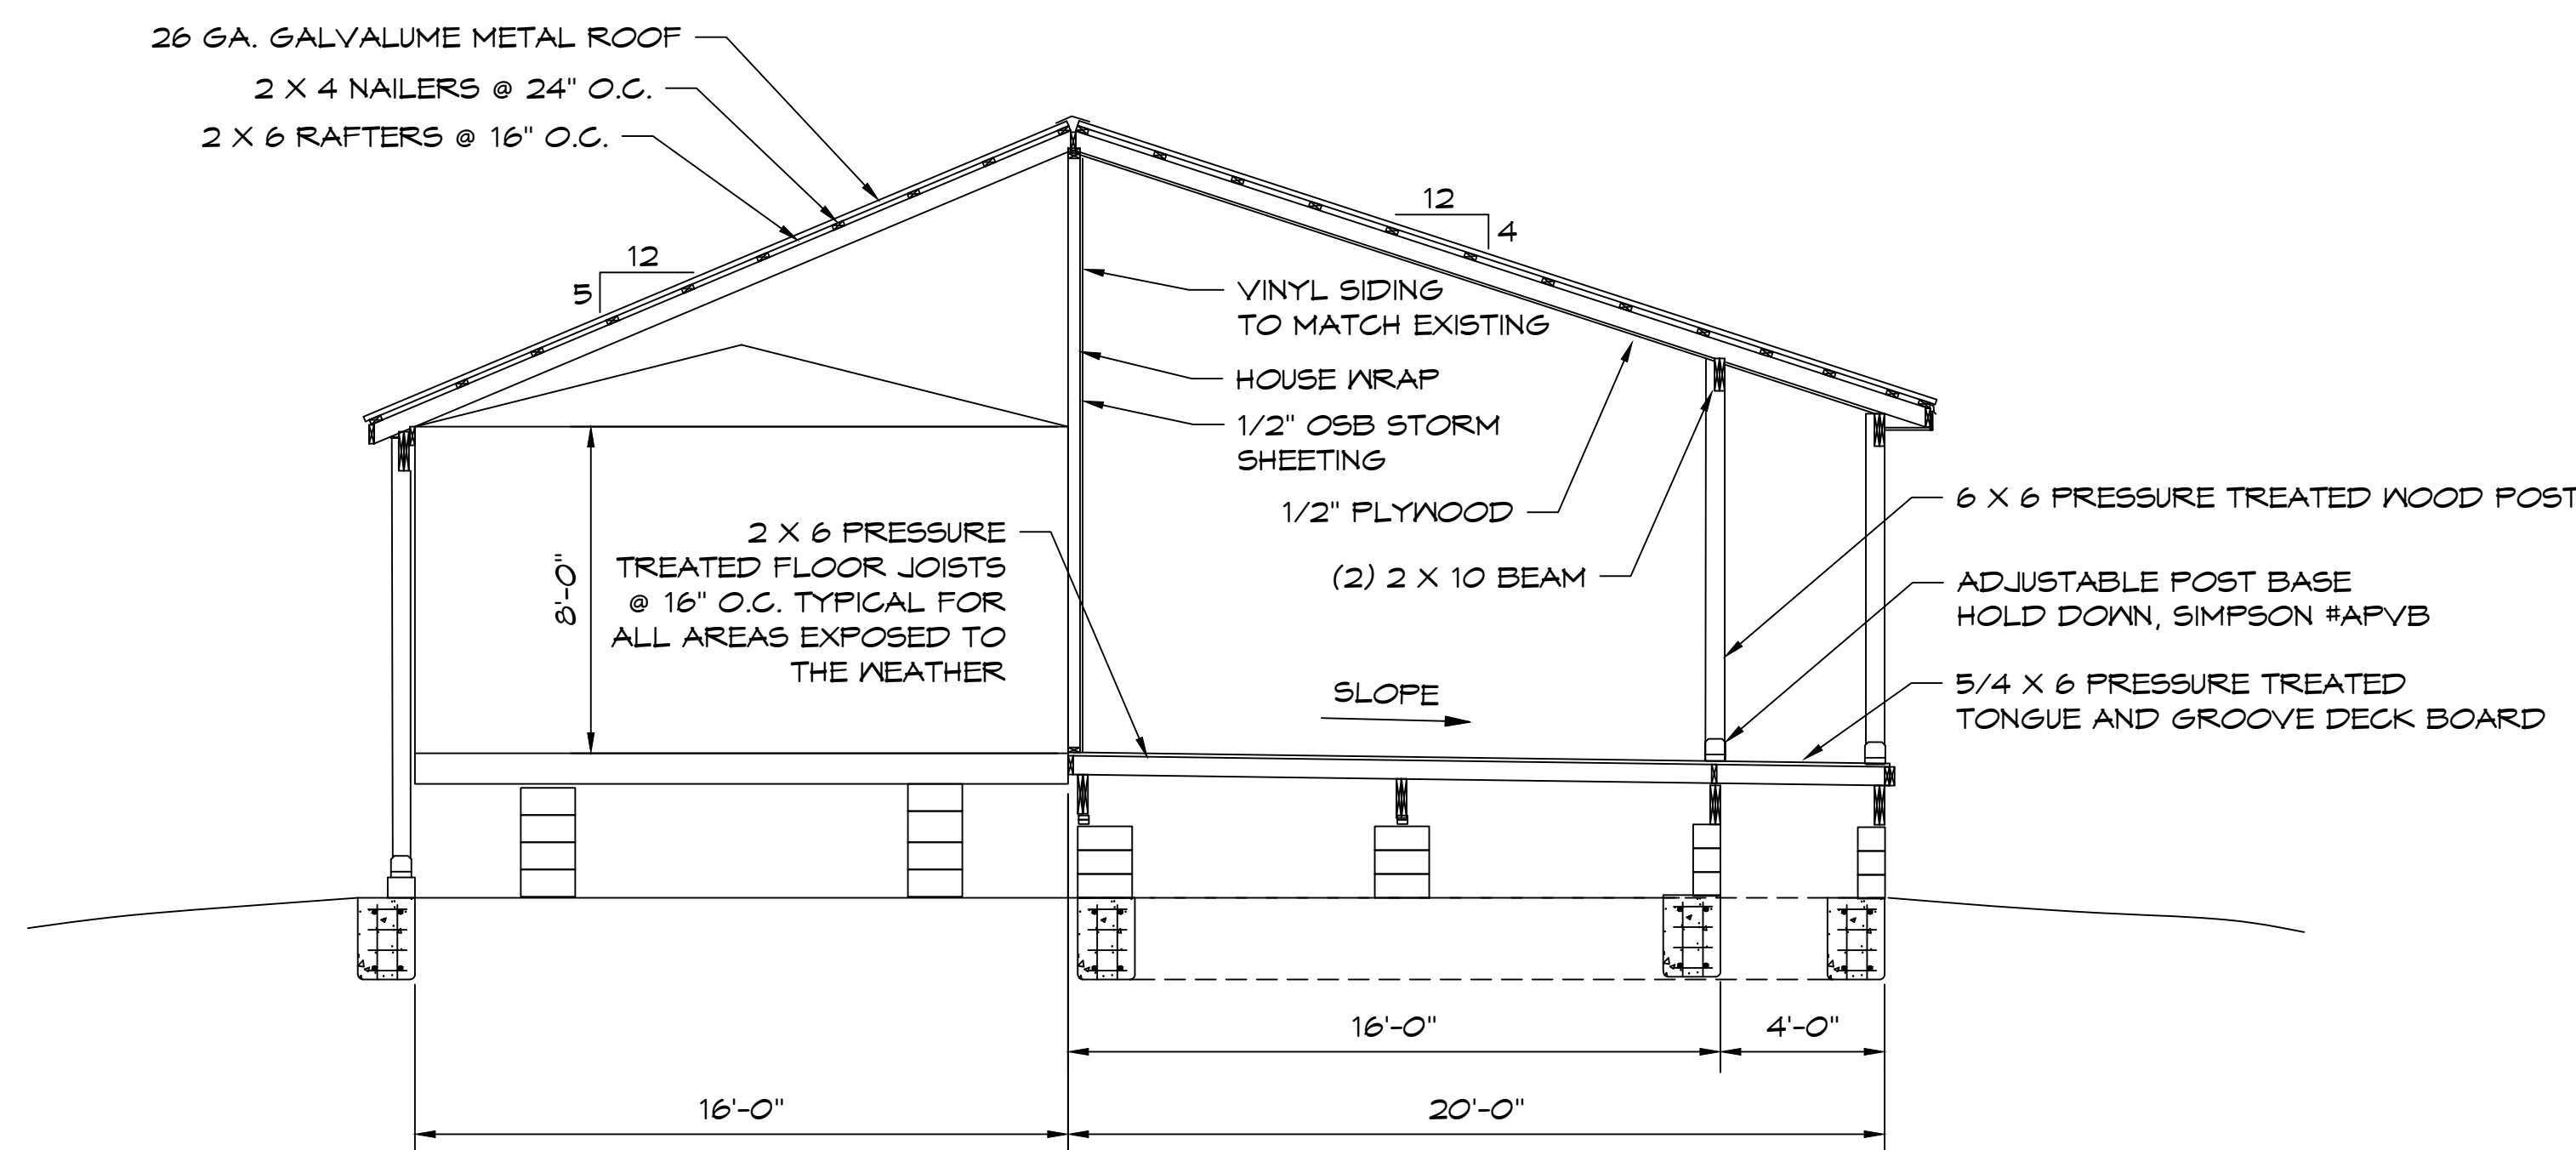 26 GA. GALVALUME METAL ROOF
2 X 4 NAILERS @ 24" O.C.
2 X 6 RAFTERS @ 16" O.C.
12
5
12
4
VINYL SIDING
TO MATCH EXISTING
HOUSE WRAP
1/2" OSB STORM
SHEETING
1/2" PLYWOOD
(2) 2 X 10 BEAM
2 X 6 PRESSURE
TREATED FLOOR JOISTS
@ 16" O.C. TYPICAL FOR
ALL AREAS EXPOSED TO
THE WEATHER
8'-0"
6 X 6 PRESSURE TREATED WOOD POST
ADJUSTABLE POST BASE
HOLD DOWN, SIMPSON #APVB
5/4 X 6 PRESSURE TREATED
TONGUE AND GROOVE DECK BOARD
SLOPE
16'-0"
4'-0"
16'-0"
20'-0"